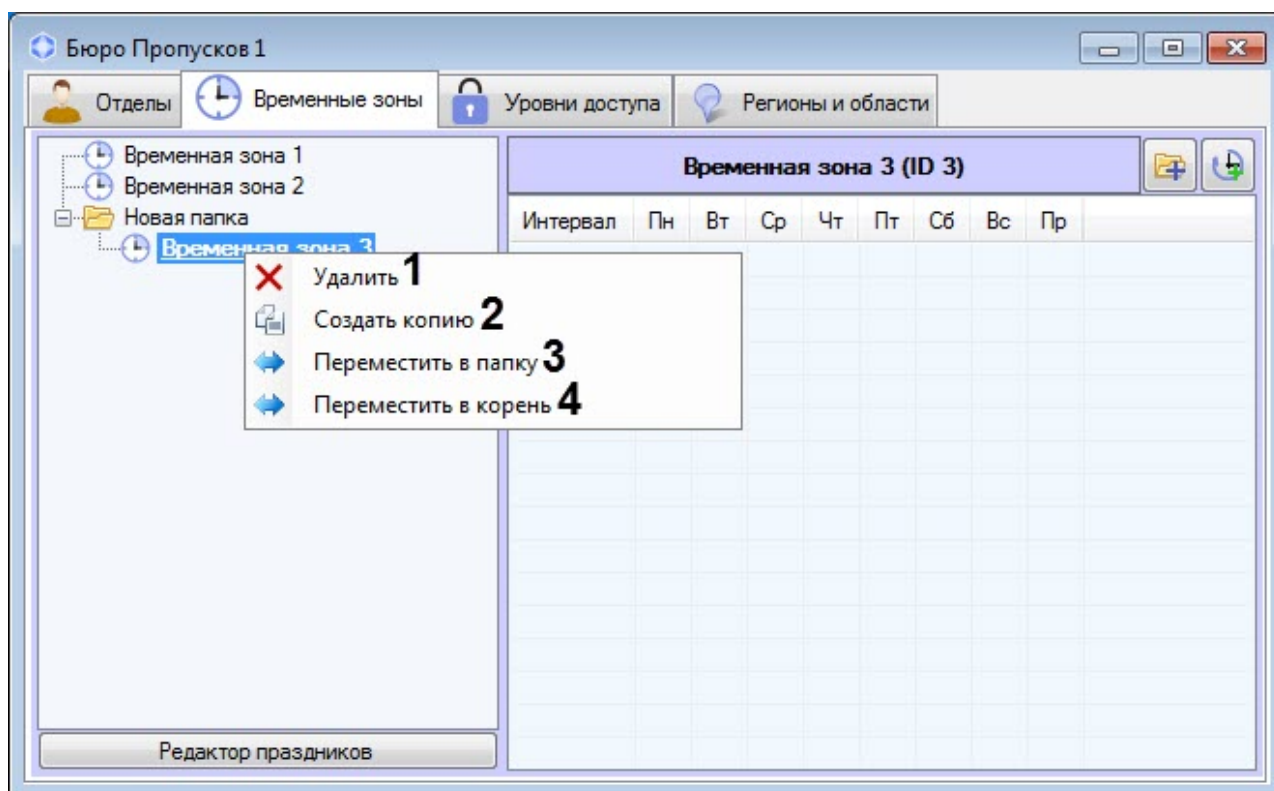 Бюро Пропусков 1
Отделы Временные зоны Уровни доступа Регионы и области
Временная зона 1
Временная зона 2
Новая папка
Временная зона 3
Временная зона 3 (ID 3)
Интервал Пн Вт Ср Чт Пт Сб Вс Пр
Удалить 1
Создать копию 2
Переместить в папку 3
Переместить в корень 4
Редактор праздников